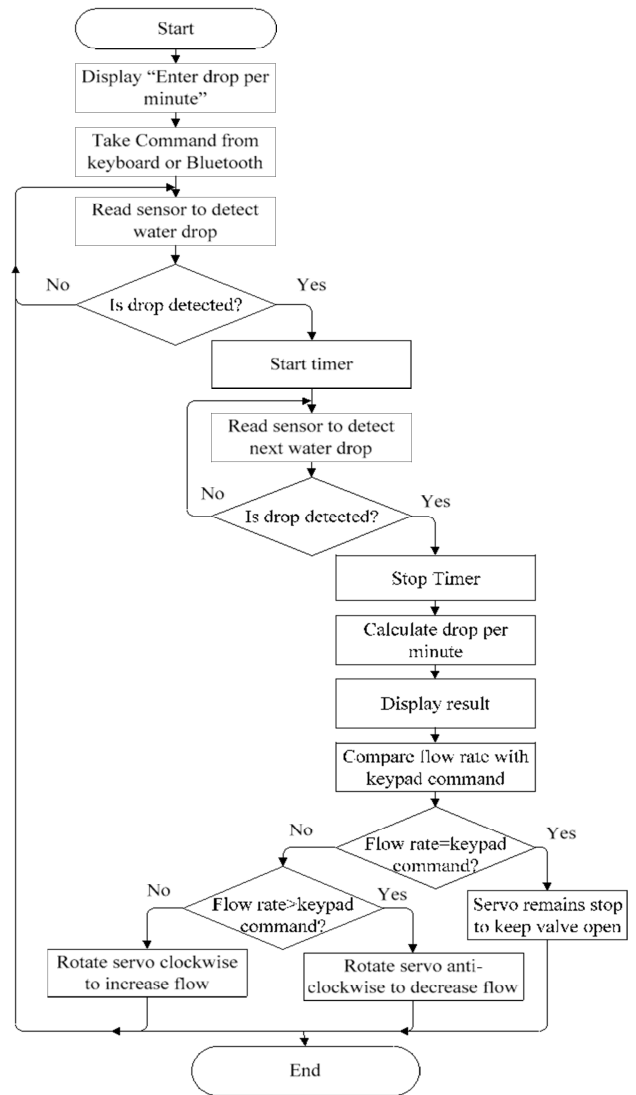 Start
Display “Enter drop per
minute”
Take Command from
keyboard or Bluetooth
Read sensor to detect
water drop
No
Yes
Is drop detected?
Start timer
Read sensor to detect
next water drop
No
Yes
Is drop detected?
Stop Timer
Calculate drop per
minute
Display result
Compare flow rate with
keypad command
No
Yes
Flow rate=keypad
command?
No
Yes
Flow rate>keypad
command?
Servo remains stop
to keep valve open
Rotate servo clockwise
to increase flow
Rotate servo anti-
clockwise to decrease flow
End